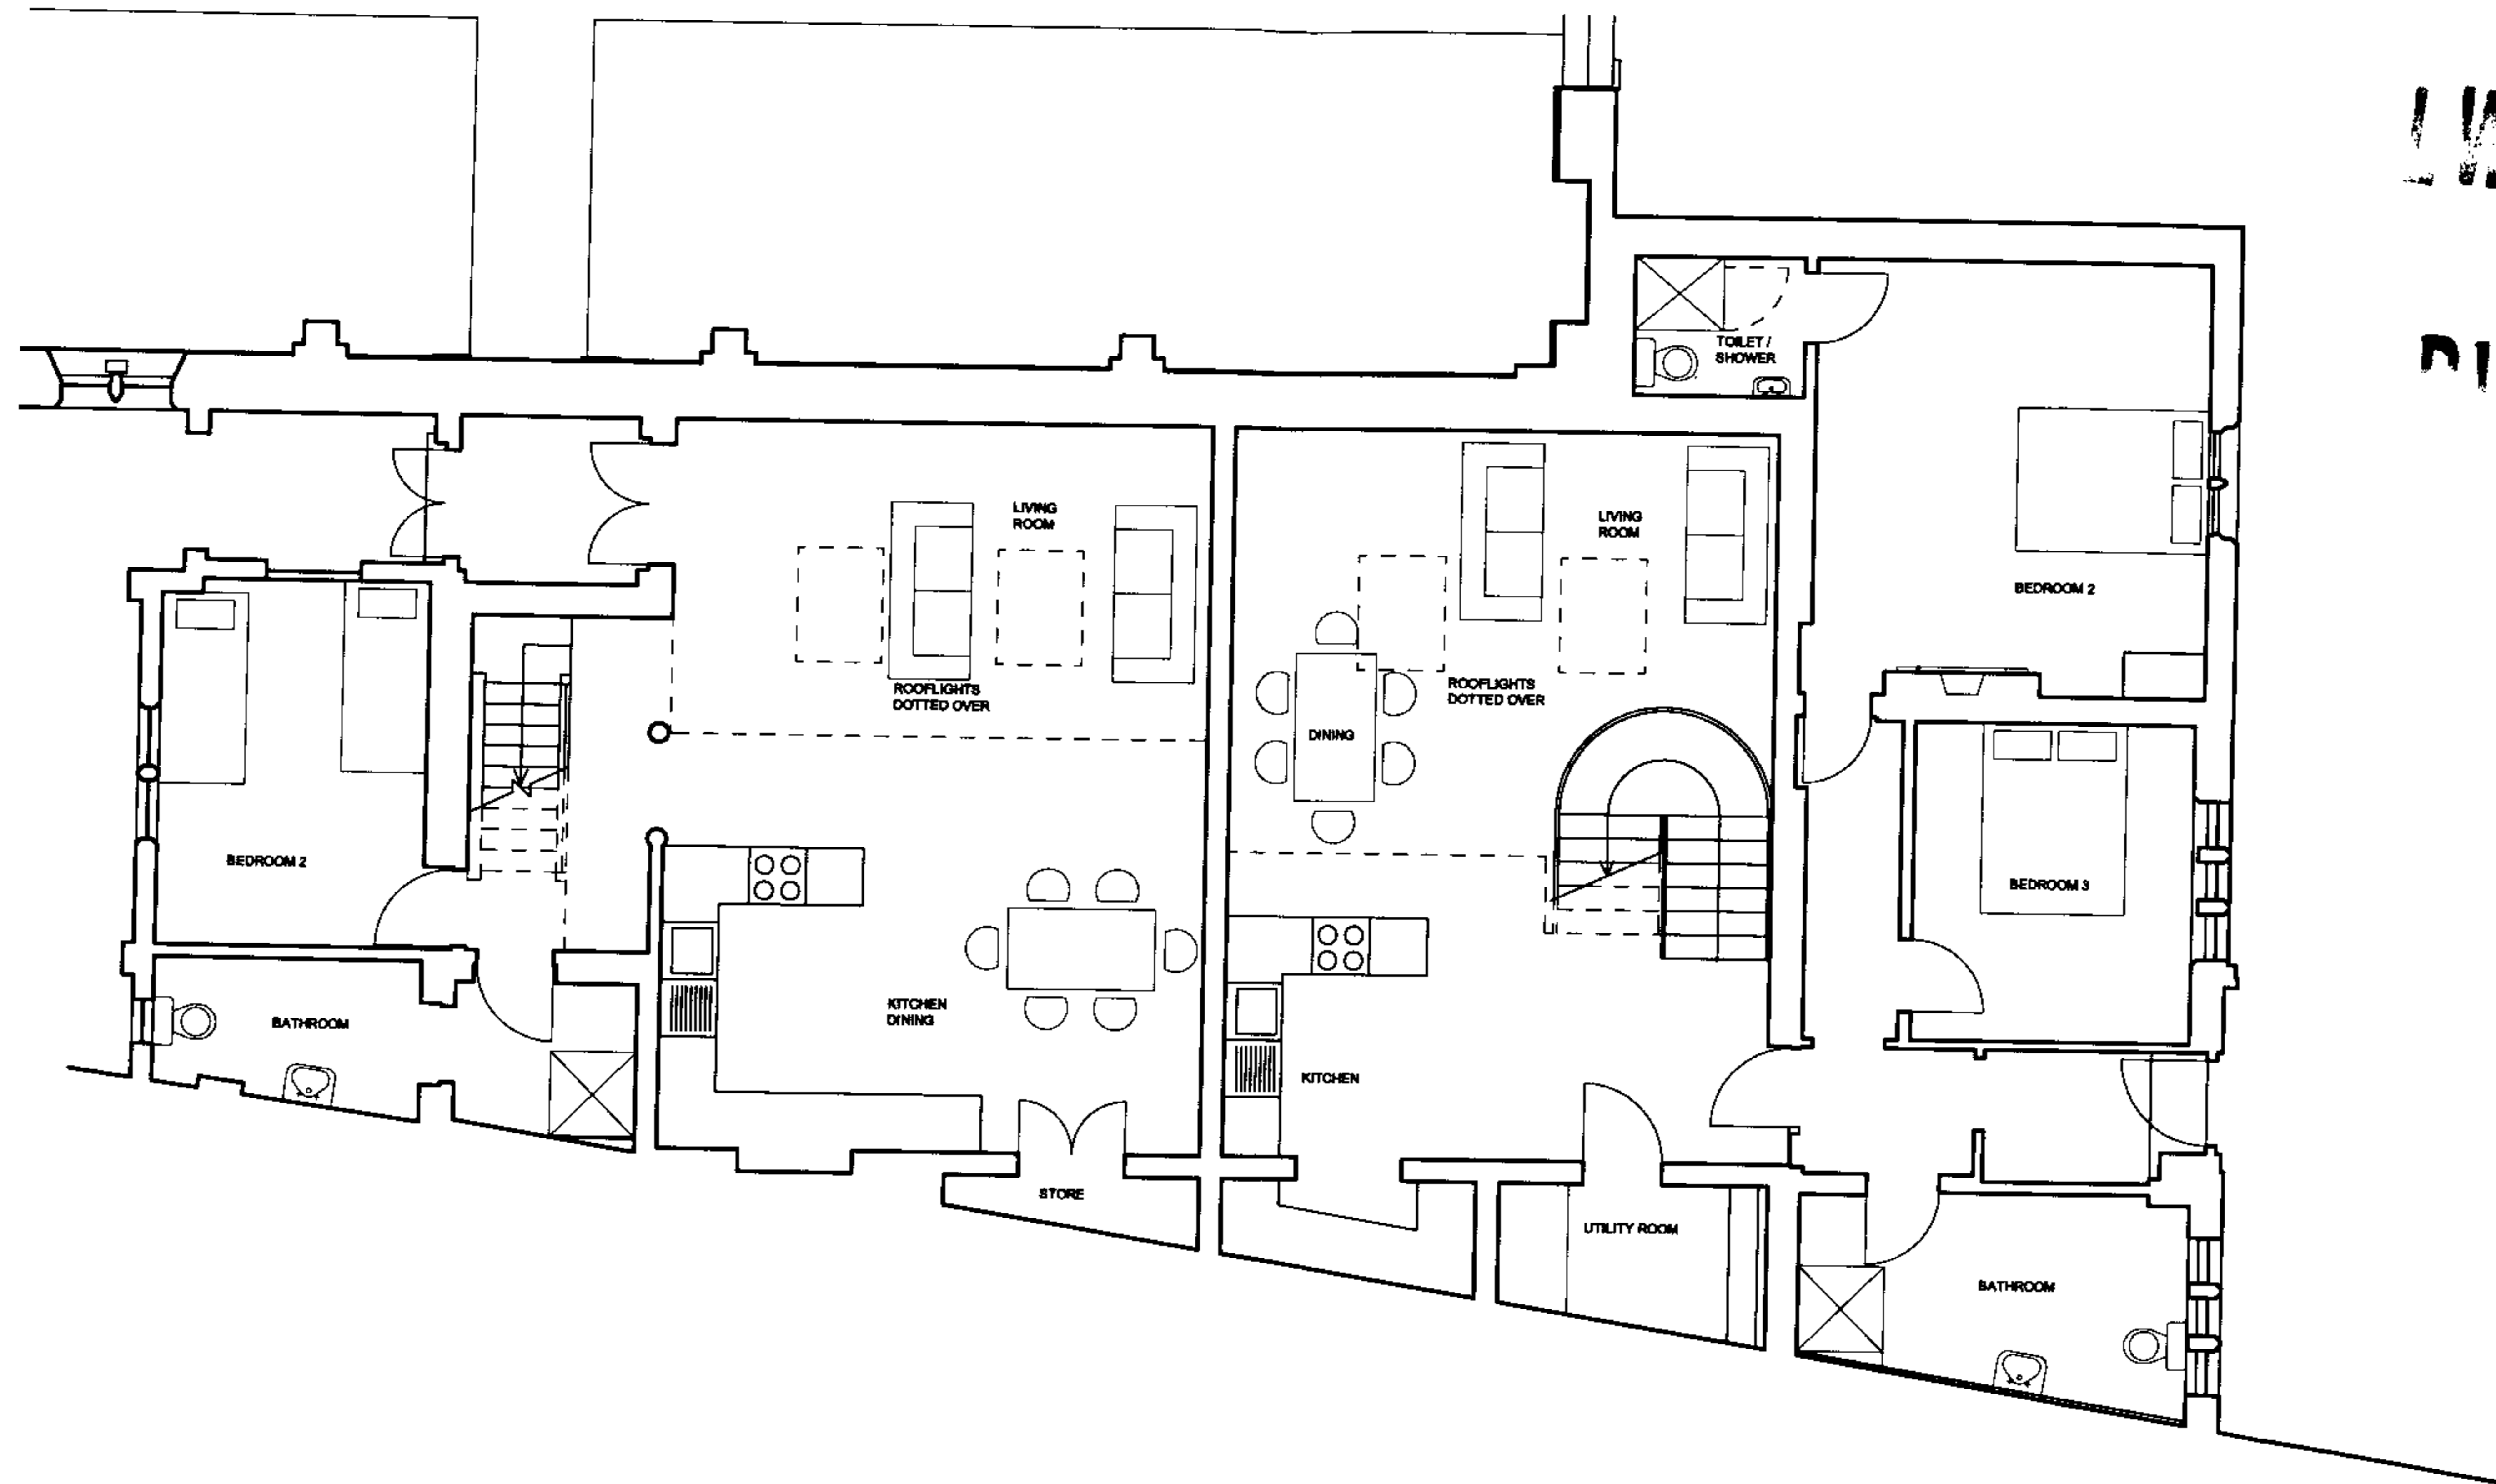 TOILET /
SHOWER
LIVING
ROOM
LIVING
ROOM
BEDROOM 2
ROOFLIGHTS
DOTTED OVER
ROOFLIGHTS
DOTTED OVER
DINING
BEDROOM 2
BEDROOM 3
KITCHEN
DINING
BATHROOM
KITCHEN
STORE
UTILITY ROOM
BATHROOM